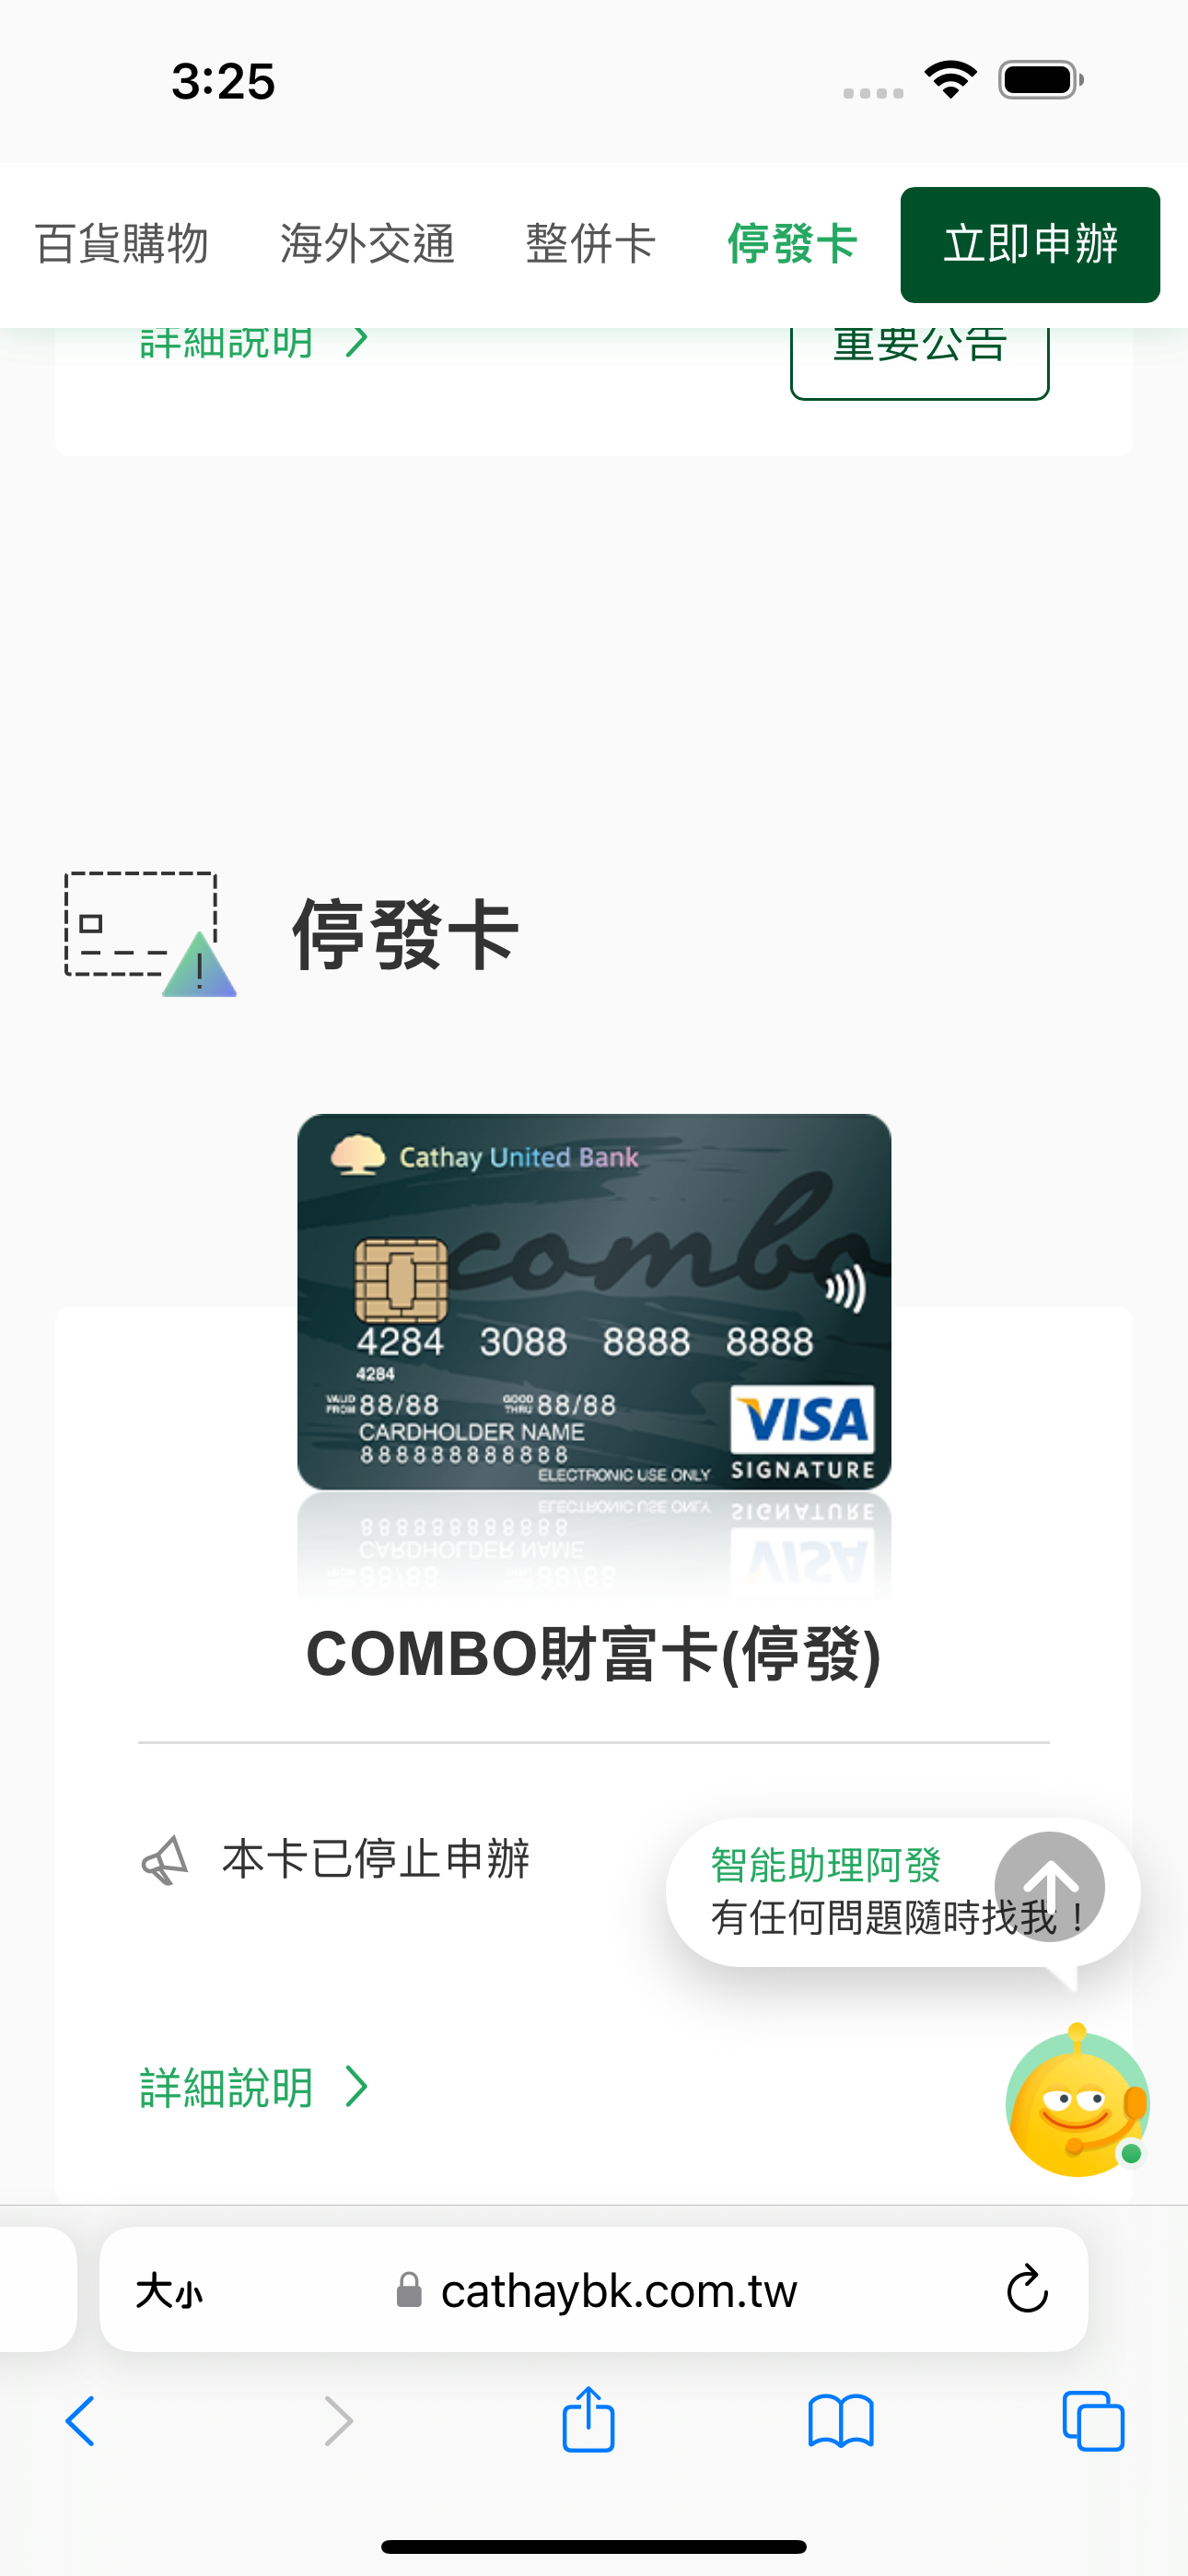 3:25
百貨購物 海外交通 整併卡 停發卡 立即申辦
詳細說明 重要公告
停發卡
Cathay United Bank
combo
4284 3088 8888 8888
4284
VALID FROM 88/88 GOOD THRU 88/88
CARDHOLDER NAME
888888888888
ELECTRONIC USE ONLY
VISA
SIGNATURE
COMBO財富卡(停發)
本卡已停止申辦
智能助理阿發
有任何問題隨時找我！
詳細說明
大小 cathaybk.com.tw